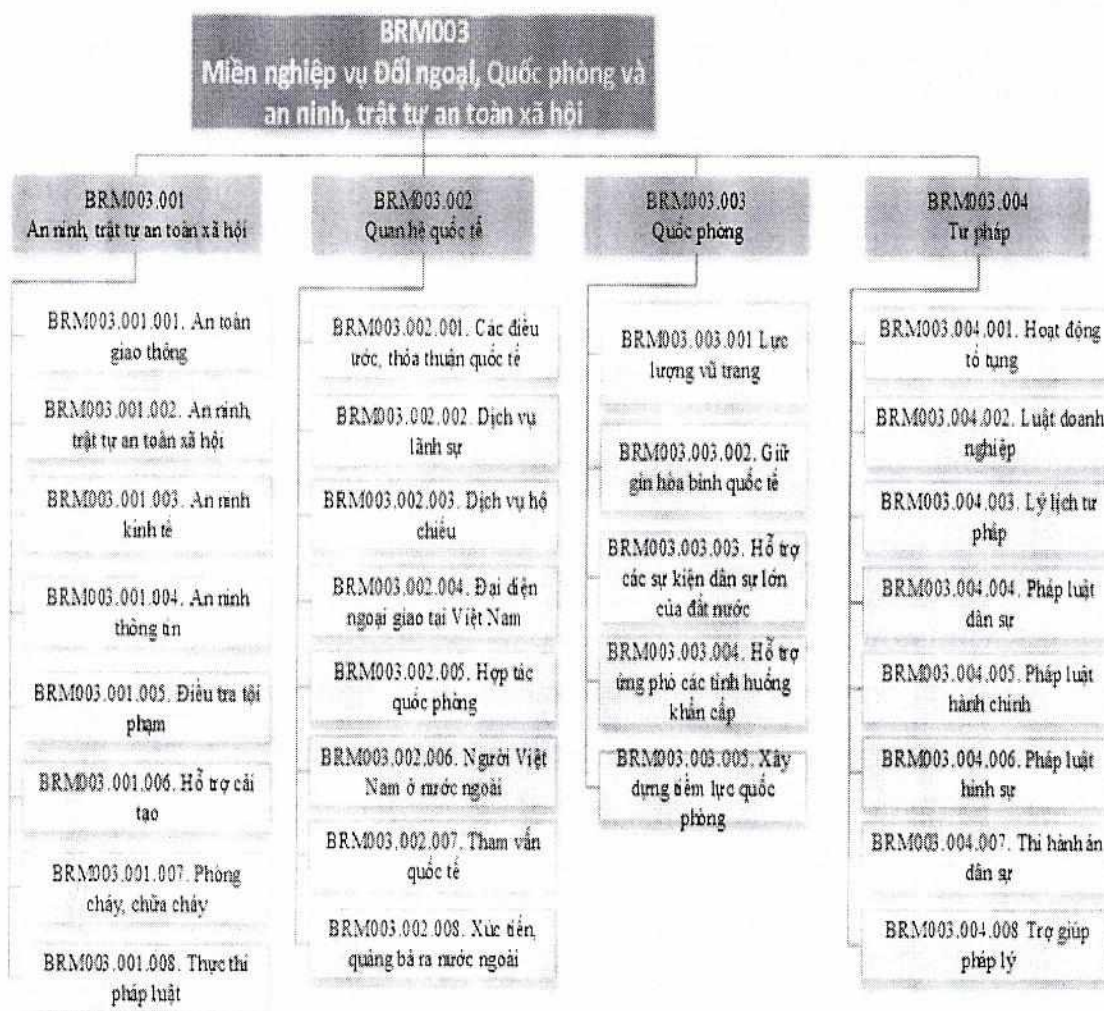 BRM003
Miền nghiệp vụ Đối ngoại, Quốc phòng và
an ninh, trật tự an toàn xã hội
BRM003.001
An ninh, trật tự an toàn xã hội
BRM003.001.001. An toàn
giao thông
BRM003.001.002. An ninh,
trật tự an toàn xã hội
BRM003.001.003. An ninh
kinh tế
BRM003.001.004. An ninh
thông tin
BRM003.001.005. Điều tra tội
phạm
BRM003.001.006. Hỗ trợ cải
tạo
BRM003.001.007. Phòng
cháy, chữa cháy
BRM003.001.008. Thực thi
pháp luật
BRM003.002
Quan hệ quốc tế
BRM003.002.001. Các điều
ước, thỏa thuận quốc tế
BRM003.002.002. Dịch vụ
lãnh sự
BRM003.002.003. Dịch vụ hộ
chiếu
BRM003.002.004. Đại diện
ngoại giao tại Việt Nam
BRM003.002.005. Hợp tác
quốc phòng
BRM003.002.006. Người Việt
Nam ở nước ngoài
BRM003.002.007. Tham vấn
quốc tế
BRM003.002.008. Xúc tiến,
quảng bá ra nước ngoài
BRM003.003
Quốc phòng
BRM003.003.001 Lực
lượng vũ trang
BRM003.003.002. Giữ
gìn hòa bình quốc tế
BRM003.003.003. Hỗ trợ
các sự kiện dân sự lớn
của đất nước
BRM003.003.004. Hỗ trợ
ứng phó các tình huống
khẩn cấp
BRM003.003.005. Xây
dựng tiềm lực quốc
phòng
BRM003.004
Tư pháp
BRM003.004.001. Hoạt động
tố tụng
BRM003.004.002. Luật doanh
nghiệp
BRM003.004.003. Lý lịch tư
pháp
BRM003.004.004. Pháp luật
dân sự
BRM003.004.005. Pháp luật
hành chính
BRM003.004.006. Pháp luật
hình sự
BRM003.004.007. Thi hành án
dân sự
BRM003.004.008 Trợ giúp
pháp lý